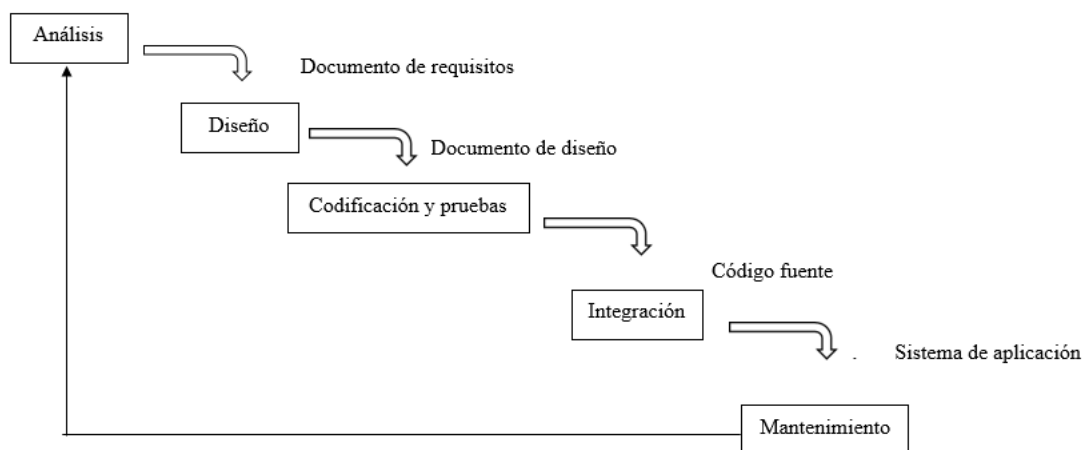 Análisis
Documento de requisitos
Diseño
Documento de diseño
Codificación y pruebas
Código fuente
Integración
. Sistema de aplicación
Mantenimiento